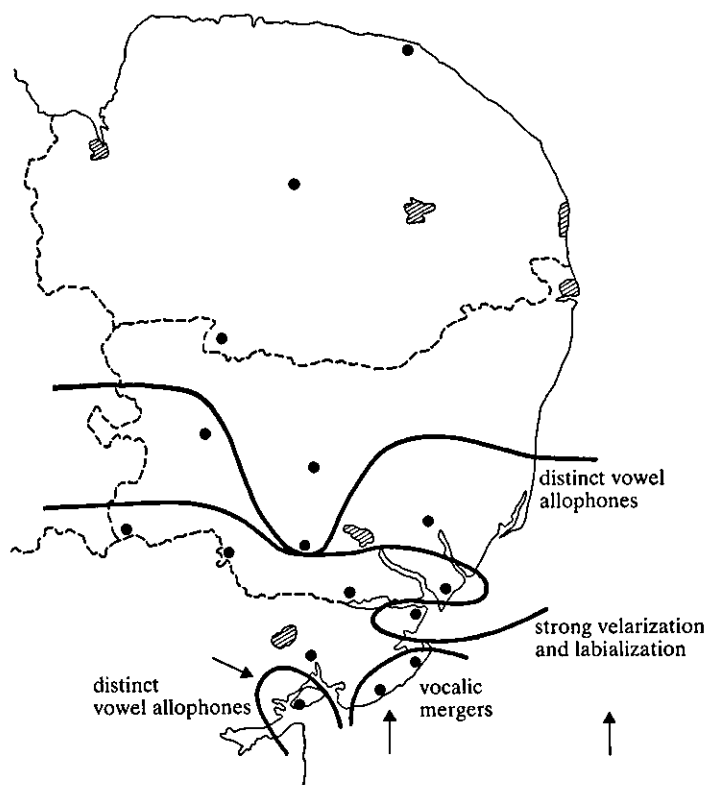 distinct vowel
allophones
strong velarization
and labialization
distinct
vowel allophones
vocalic
mergers